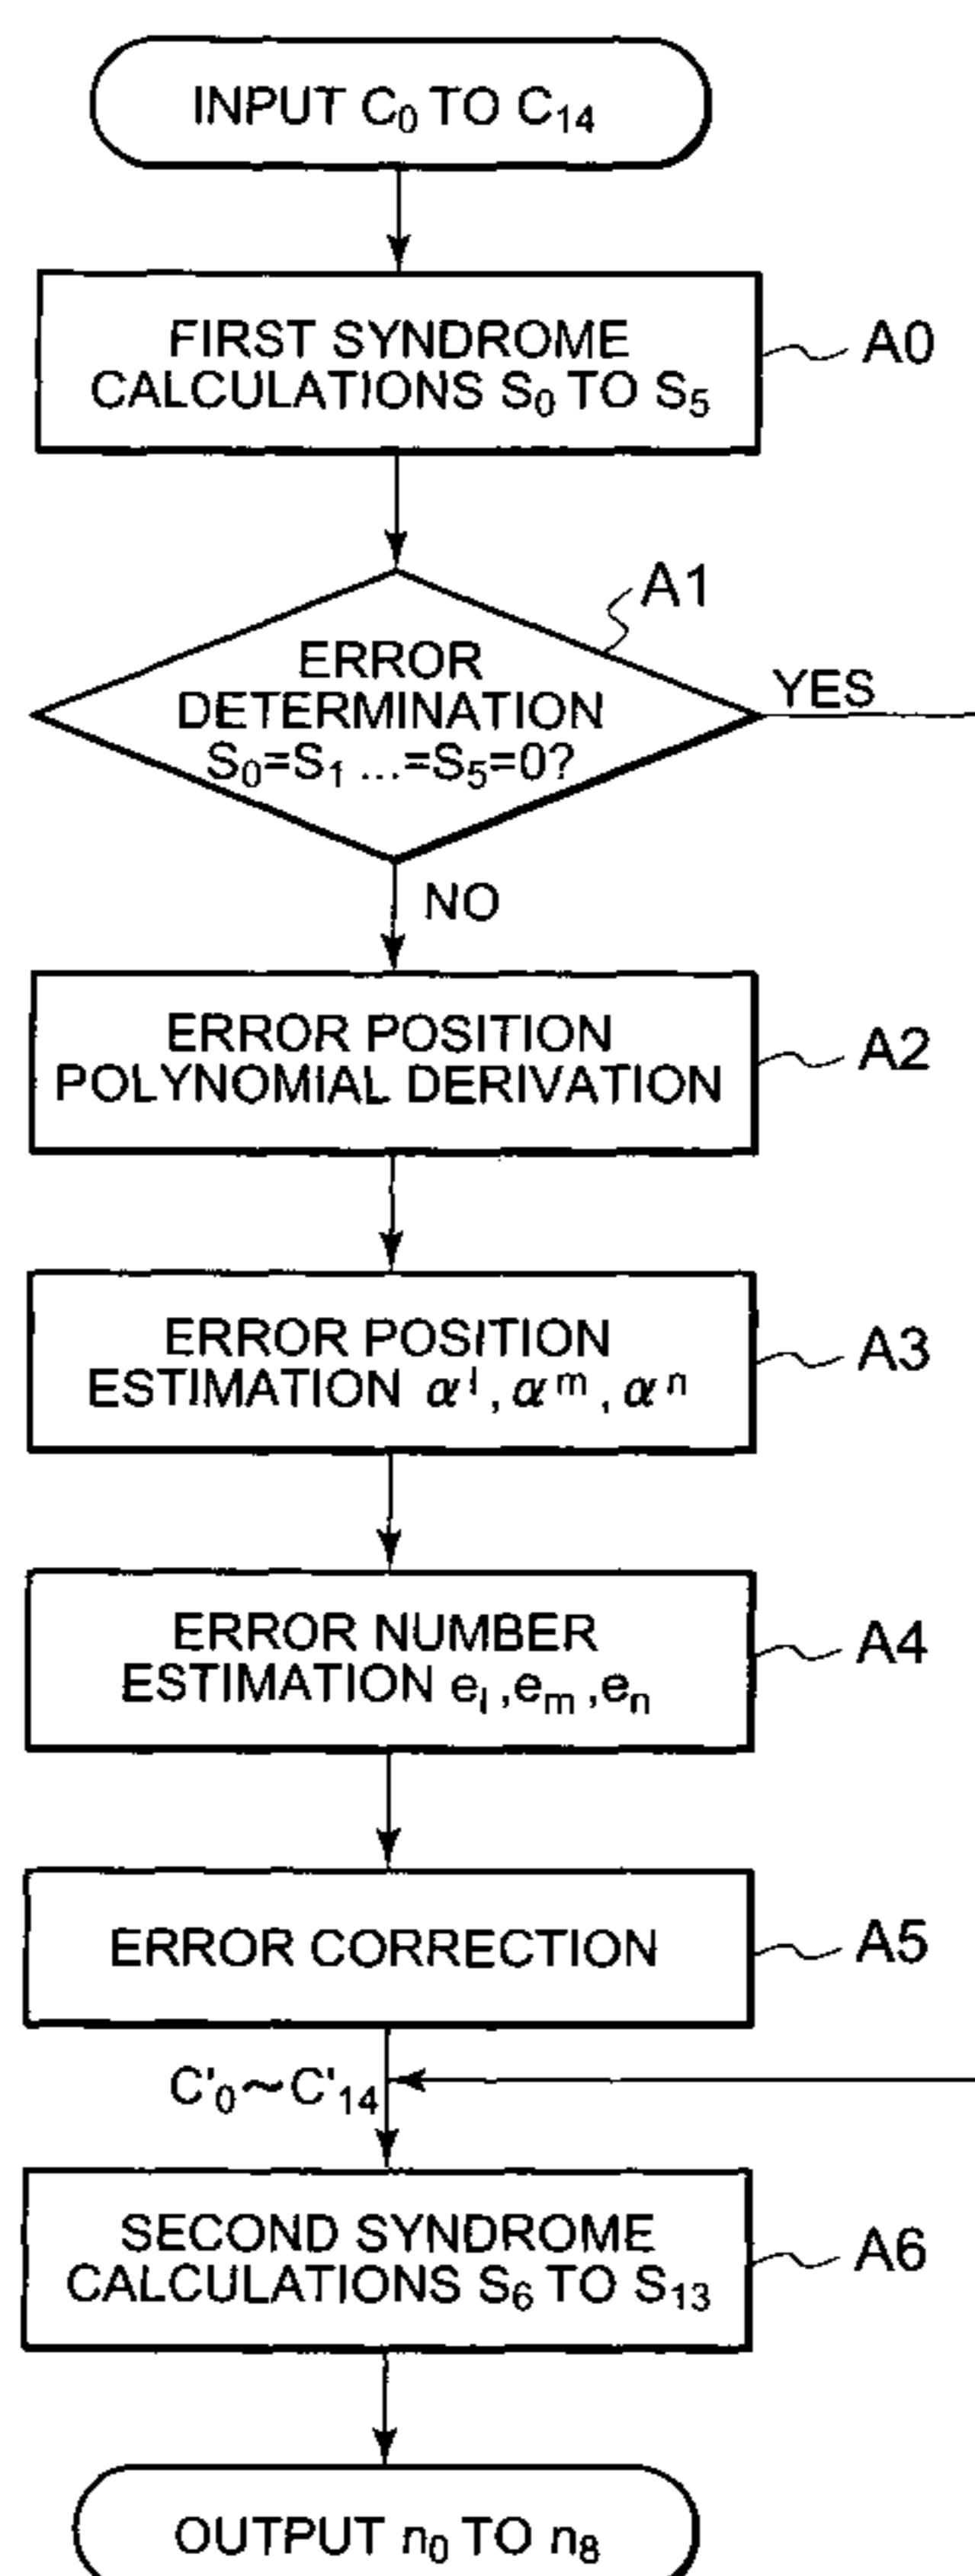 INPUT C₀ TO C₁₄
FIRST SYNDROME
CALCULATIONS S₀ TO S₅
A0
A1
ERROR
DETERMINATION
S₀=S₁ ...=S₅=0?
YES
NO
ERROR POSITION
POLYNOMIAL DERIVATION
A2
ERROR POSITION
ESTIMATION αˡ, αᵐ, αⁿ
A3
ERROR NUMBER
ESTIMATION eₗ ,eₘ ,eₙ
A4
ERROR CORRECTION
A5
C'₀~C'₁₄
SECOND SYNDROME
CALCULATIONS S₆ TO S₁₃
A6
OUTPUT n₀ TO n₈